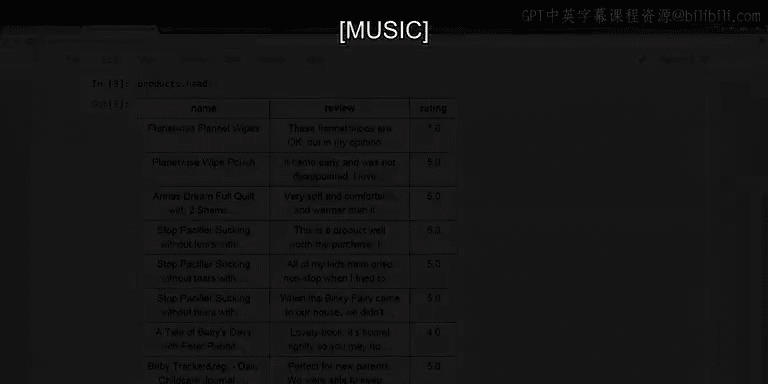 GPT中英字幕课程资源@bilibili.com
[MUSIC]
In [3]: products.head
name review rating
Planetwise Flannel Wipes These flannel wipes are OK, but in my opinion
Planetwise Wipe Pouch It came early and was not disappointed. I love 5.0
Annas Dream Full Quilt with 2 Shams Very soft and comfortable and warmer than it 5.0
Stop Pacifier Sucking without tears with This is a product well worth the purchase. I 5.0
Stop Pacifier Sucking without tears with All of my kids have cried non-stop when I tried to 5.0
Stop Pacifier Sucking without tears with When the Binky Fairy came to our house, we didn't 5.0
A Tale of Baby's Days with Peter Rabbit Lovely book, it's bound tightly so you may no 4.0
Baby Tracker&reg; - Daily Childcare Journal Perfect for new parents. We were able to keep 5.0